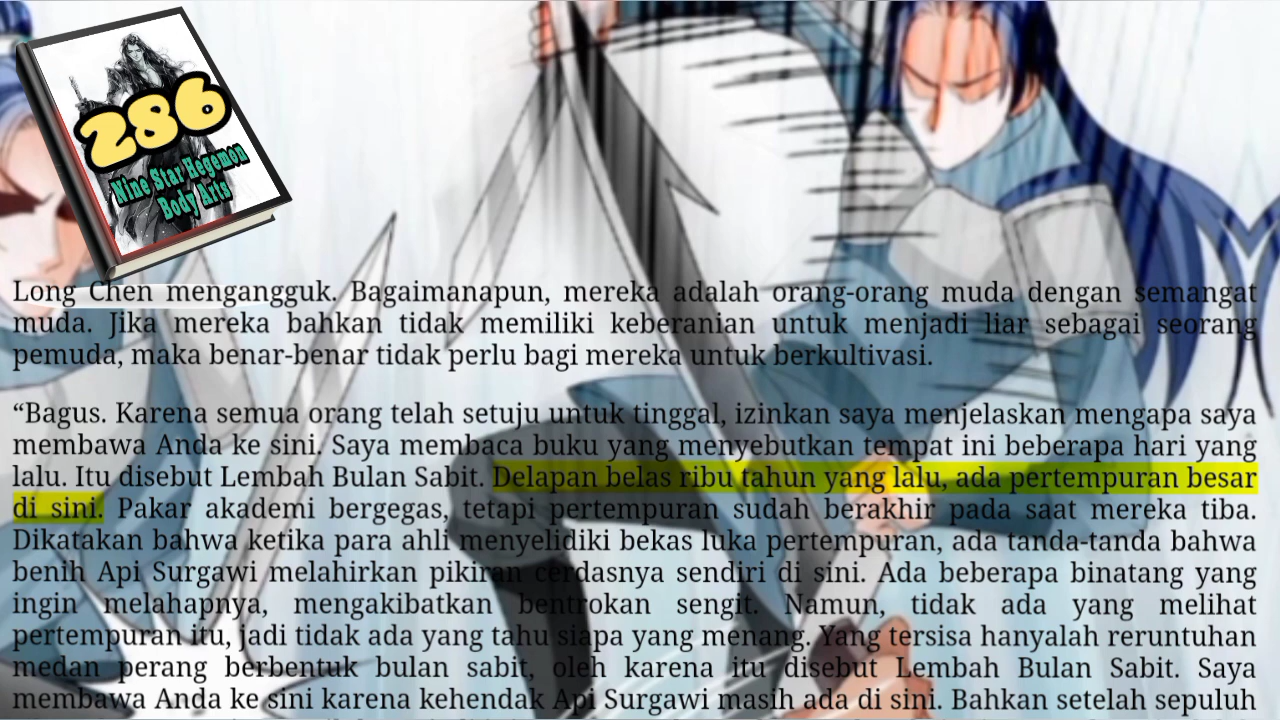 286
Nine Star Hegemon
Body Arts
Long Chen mengangguk. Bagaimanapun, mereka adalah orang-orang muda dengan semangat
muda. Jika mereka bahkan tidak memiliki keberanian untuk menjadi liar sebagai seorang
pemuda, maka benar-benar tidak perlu bagi mereka untuk berkultivasi.
“Bagus. Karena semua orang telah setuju untuk tinggal, izinkan saya menjelaskan mengapa saya
membawa Anda ke sini. Saya membaca buku yang menyebutkan tempat ini beberapa hari yang
lalu. Itu disebut Lembah Bulan Sabit. Delapan belas ribu tahun yang lalu, ada pertempuran besar
di sini. Pakar akademi bergegas, tetapi pertempuran sudah berakhir pada saat mereka tiba.
Dikatakan bahwa ketika para ahli menyelidiki bekas luka pertempuran, ada tanda-tanda bahwa
benih Api Surgawi melahirkan pikiran cerdasnya sendiri di sini. Ada beberapa binatang yang
ingin melahapnya, mengakibatkan bentrokan sengit. Namun, tidak ada yang melihat
pertempuran itu, jadi tidak ada yang tahu siapa yang menang. Yang tersisa hanyalah reruntuhan
medan perang berbentuk bulan sabit, oleh karena itu disebut Lembah Bulan Sabit. Saya
membawa Anda ke sini karena kehendak Api Surgawi masih ada di sini. Bahkan setelah sepuluh